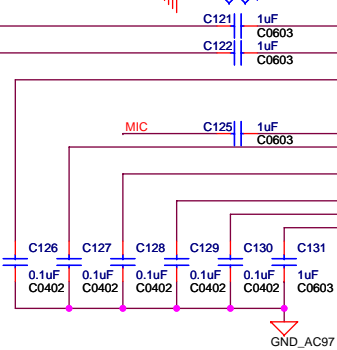 C121 1uF
C0603
C122 1uF
C0603
MIC C125 1uF
C0603
C126 C127 C128 C129 C130 C131
0.1uF 0.1uF 0.1uF 0.1uF 0.1uF 1uF
C0402 C0402 C0402 C0402 C0402 C0603
GND_AC97